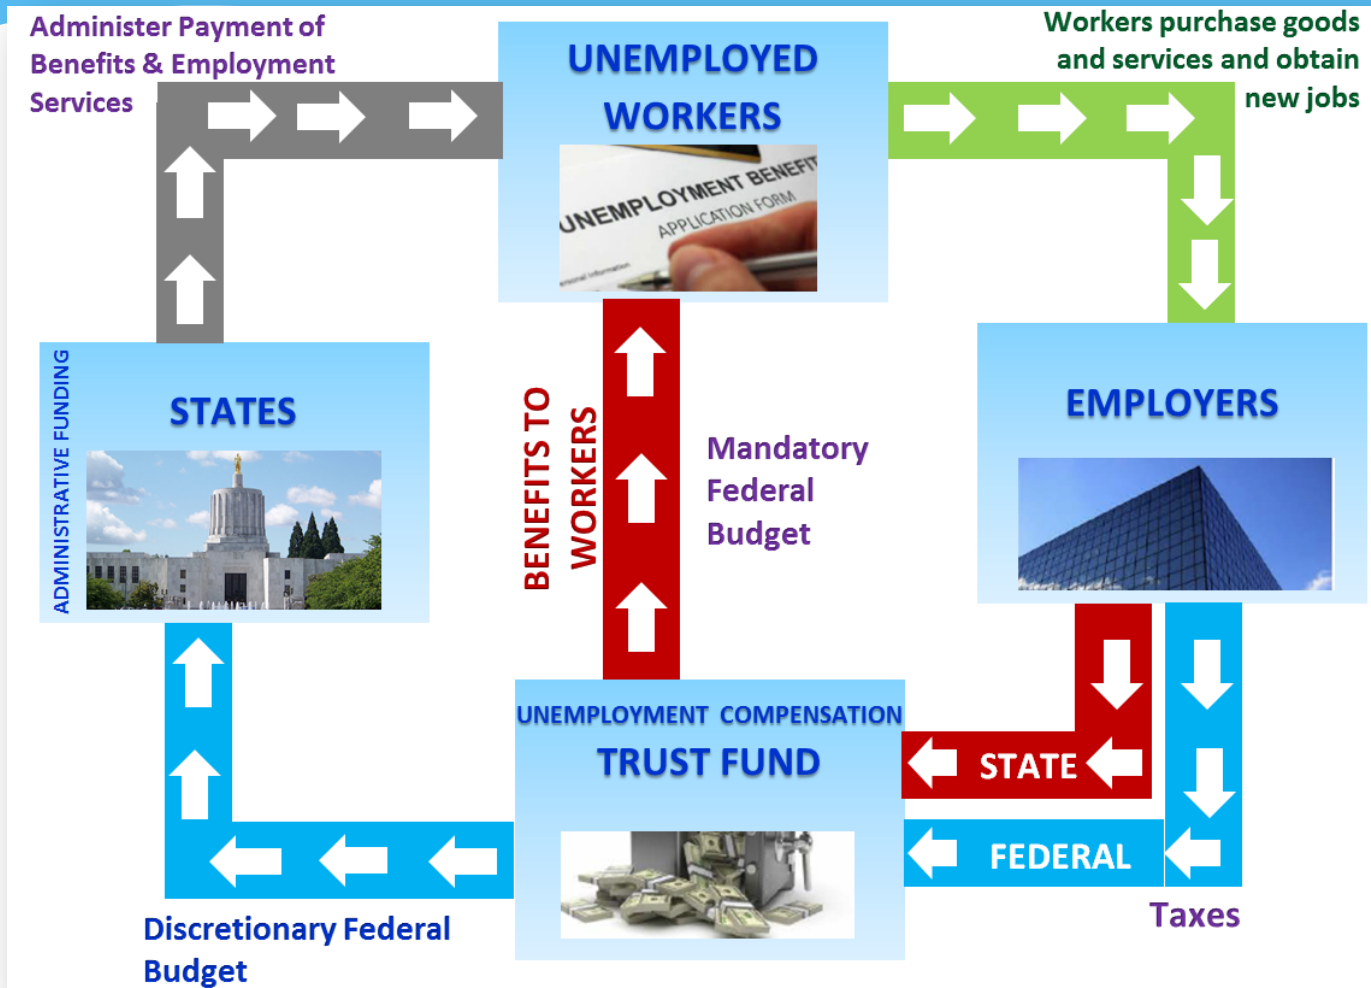 Administer Payment of
Benefits & Employment
Services
UNEMPLOYED
WORKERS
UNEMPLOYMENT BENEFIT
APPLICATION FORM
personal information
Workers purchase goods
and services and obtain
new jobs
ADMINISTRATIVE FUNDING
STATES
BENEFITS TO
WORKERS
Mandatory
Federal
Budget
EMPLOYERS
UNEMPLOYMENT COMPENSATION
TRUST FUND
STATE
FEDERAL
Taxes
Discretionary Federal
Budget